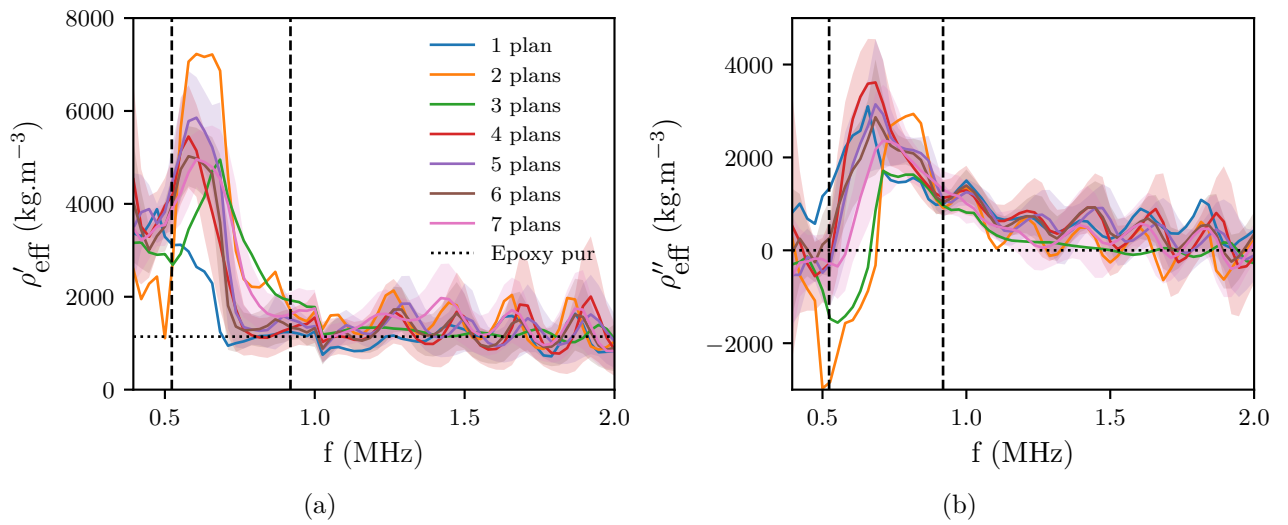 8000
6000
4000
2000
0
ρ′eff (kg.m−3)
0.5 1.0 1.5 2.0
f (MHz)
1 plan
2 plans
3 plans
4 plans
5 plans
6 plans
7 plans
Epoxy pur
(a)
4000
2000
0
−2000
ρ′′eff (kg.m−3)
0.5 1.0 1.5 2.0
f (MHz)
(b)